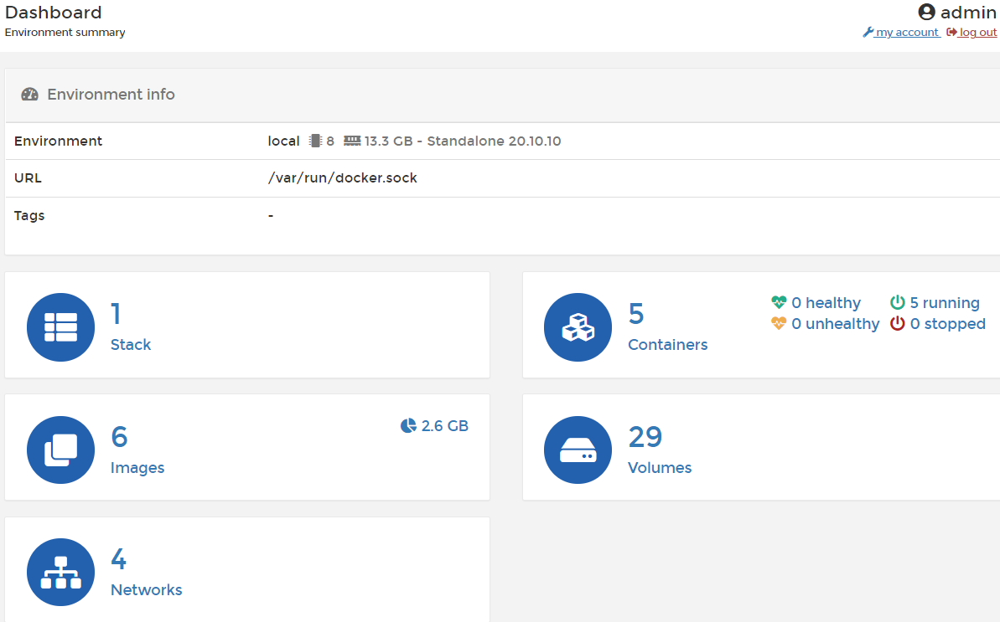 Dashboard
admin
Environment summary
my account log out
Environment info
Environment local 8 13.3 GB - Standalone 20.10.10
URL /var/run/docker.sock
Tags -
1
Stack
5
Containers
0 healthy 5 running
0 unhealthy 0 stopped
6
Images
2.6 GB
29
Volumes
4
Networks